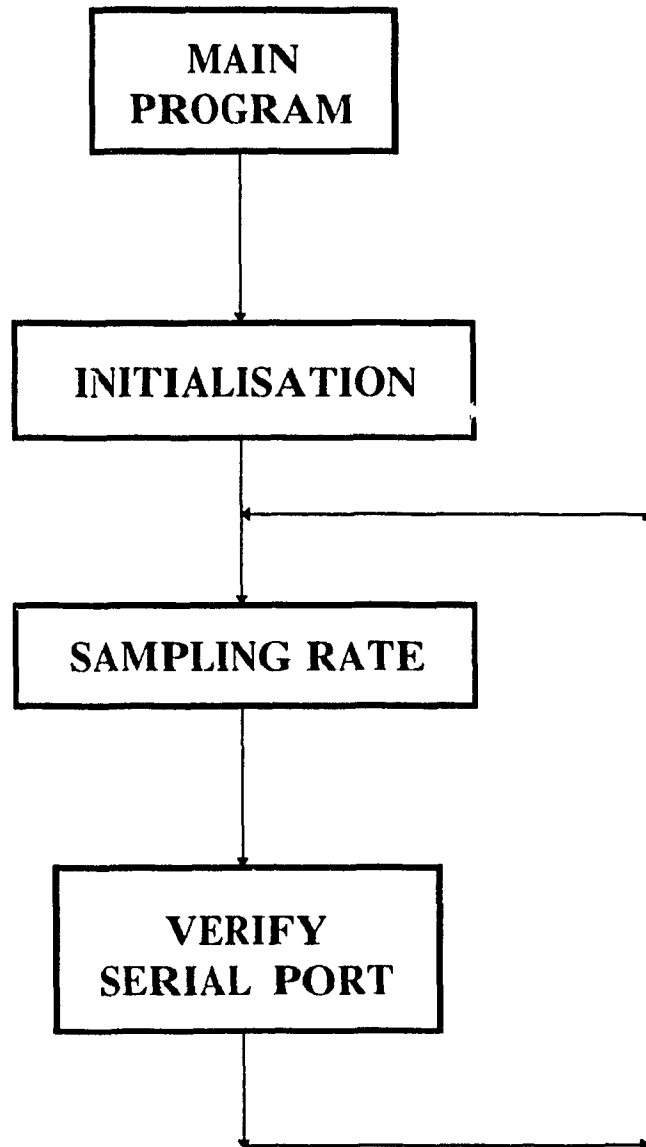 MAIN
PROGRAM
INITIALISATION
SAMPLING RATE
VERIFY
SERIAL PORT